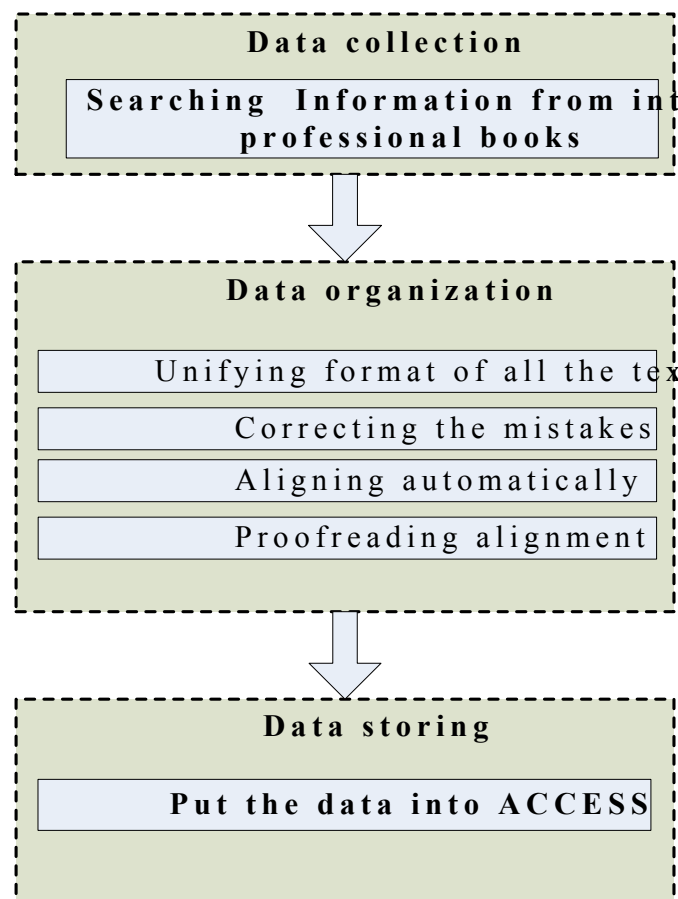 Data collection
Searching Information from int
professional books
Data organization
Unifying format of all the tex
Correcting the mistakes
Aligning automatically
Proofreading alignment
Data storing
Put the data into ACCESS